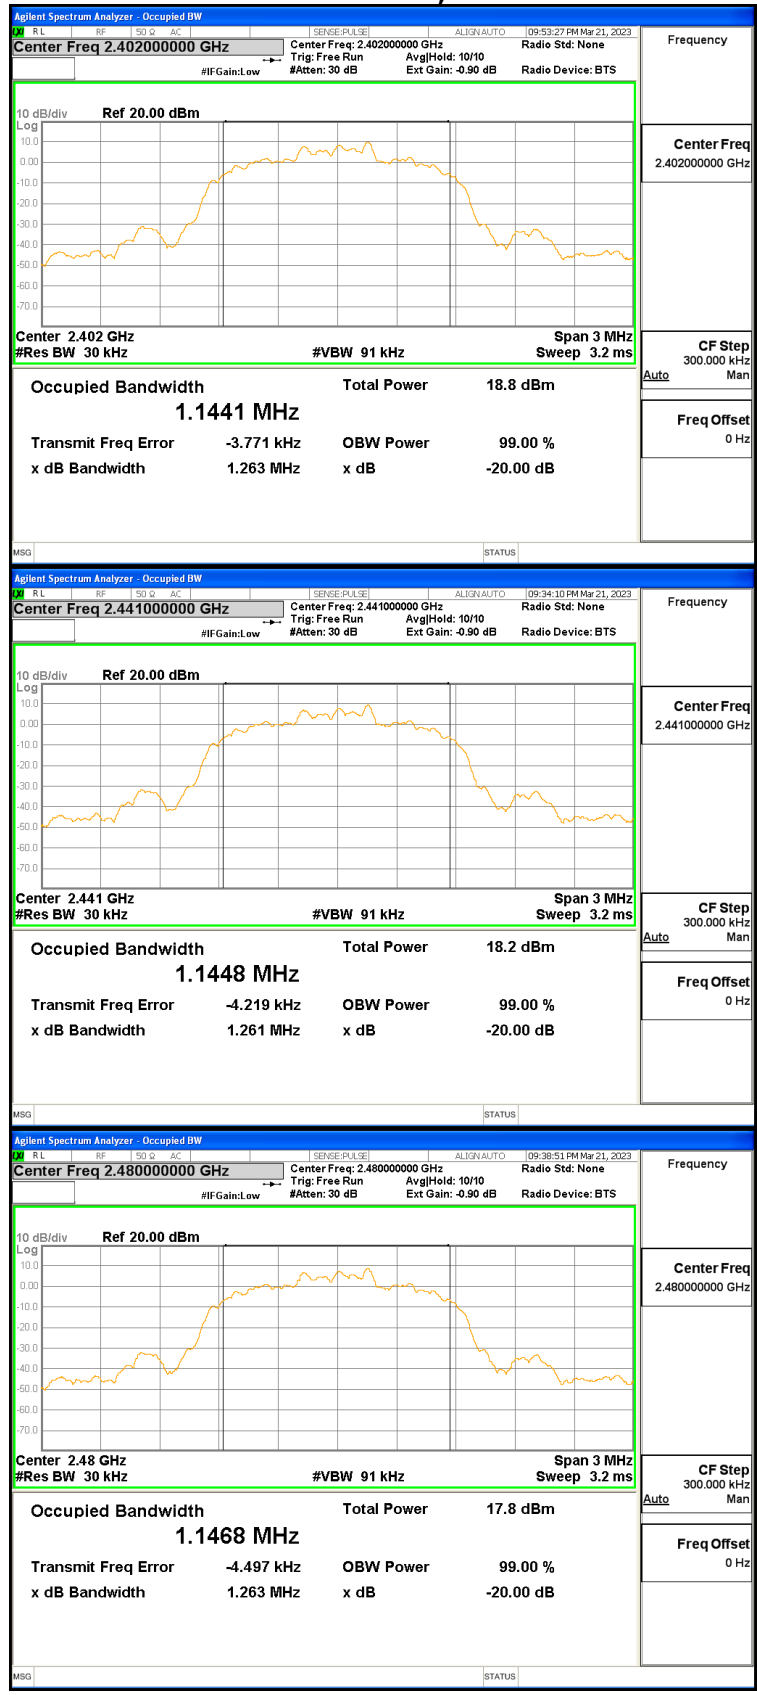 Agilent Spectrum Analyzer - Occupied BW
LXI RL RF 50 Ω AC SENSE:PULSE ALIGN AUTO 09:53:27 PM Mar 21, 2023
Center Freq 2.402000000 GHz
Center Freq: 2.402000000 GHz Radio Std: None
Trig: Free Run Avg|Hold: 10/10
#IFGain:Low #Atten: 30 dB Ext Gain: -0.90 dB Radio Device: BTS
Frequency
10 dB/div Ref 20.00 dBm
Log
10.0
0.00
-10.0
-20.0
-30.0
-40.0
-50.0
-60.0
-70.0
Center Freq
2.402000000 GHz
Center 2.402 GHz Span 3 MHz
#Res BW 30 kHz #VBW 91 kHz Sweep 3.2 ms
CF Step
300.000 kHz
Auto Man
Occupied Bandwidth Total Power 18.8 dBm
1.1441 MHz
Transmit Freq Error -3.771 kHz OBW Power 99.00 %
x dB Bandwidth 1.263 MHz x dB -20.00 dB
Freq Offset
0 Hz
MSG STATUS
Agilent Spectrum Analyzer - Occupied BW
LXI RL RF 50 Ω AC SENSE:PULSE ALIGN AUTO 09:34:10 PM Mar 21, 2023
Center Freq 2.441000000 GHz
Center Freq: 2.441000000 GHz Radio Std: None
Trig: Free Run Avg|Hold: 10/10
#IFGain:Low #Atten: 30 dB Ext Gain: -0.90 dB Radio Device: BTS
Frequency
10 dB/div Ref 20.00 dBm
Log
10.0
0.00
-10.0
-20.0
-30.0
-40.0
-50.0
-60.0
-70.0
Center Freq
2.441000000 GHz
Center 2.441 GHz Span 3 MHz
#Res BW 30 kHz #VBW 91 kHz Sweep 3.2 ms
CF Step
300.000 kHz
Auto Man
Occupied Bandwidth Total Power 18.2 dBm
1.1448 MHz
Transmit Freq Error -4.219 kHz OBW Power 99.00 %
x dB Bandwidth 1.261 MHz x dB -20.00 dB
Freq Offset
0 Hz
MSG STATUS
Agilent Spectrum Analyzer - Occupied BW
LXI RL RF 50 Ω AC SENSE:PULSE ALIGN AUTO 09:38:51 PM Mar 21, 2023
Center Freq 2.480000000 GHz
Center Freq: 2.480000000 GHz Radio Std: None
Trig: Free Run Avg|Hold: 10/10
#IFGain:Low #Atten: 30 dB Ext Gain: -0.90 dB Radio Device: BTS
Frequency
10 dB/div Ref 20.00 dBm
Log
10.0
0.00
-10.0
-20.0
-30.0
-40.0
-50.0
-60.0
-70.0
Center Freq
2.480000000 GHz
Center 2.48 GHz Span 3 MHz
#Res BW 30 kHz #VBW 91 kHz Sweep 3.2 ms
CF Step
300.000 kHz
Auto Man
Occupied Bandwidth Total Power 17.8 dBm
1.1468 MHz
Transmit Freq Error -4.497 kHz OBW Power 99.00 %
x dB Bandwidth 1.263 MHz x dB -20.00 dB
Freq Offset
0 Hz
MSG STATUS